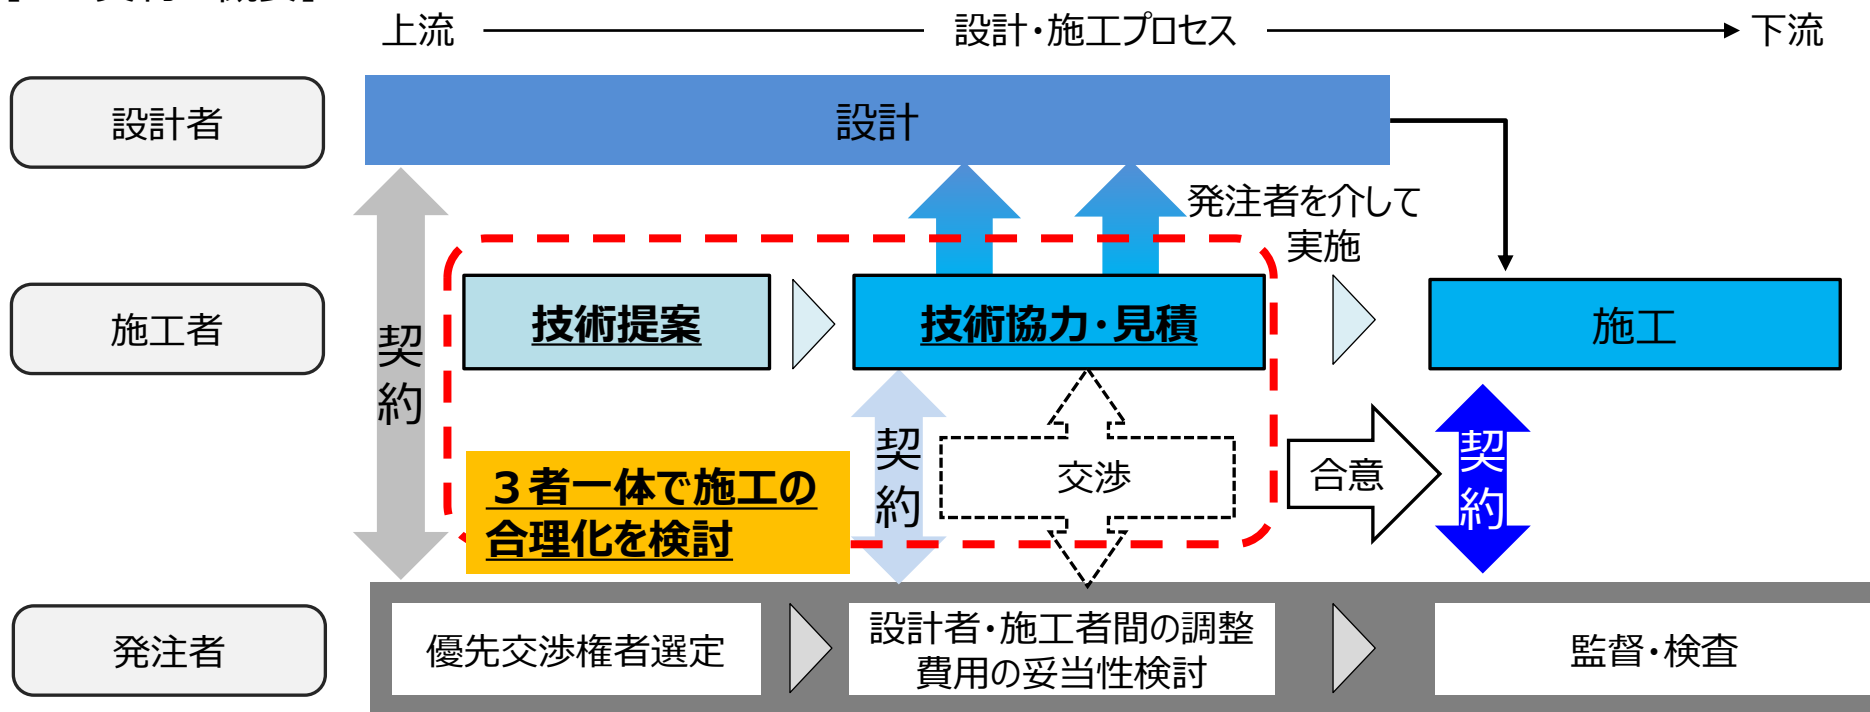 上流
設計・施工プロセス
下流
設計者
設計
発注者を介して
実施
施工者
技術提案
技術協力・見積
施工
契約
３者一体で施工の
合理化を検討
契約
交渉
合意
契約
発注者
優先交渉権者選定
設計者・施工者間の調整
費用の妥当性検討
監督・検査